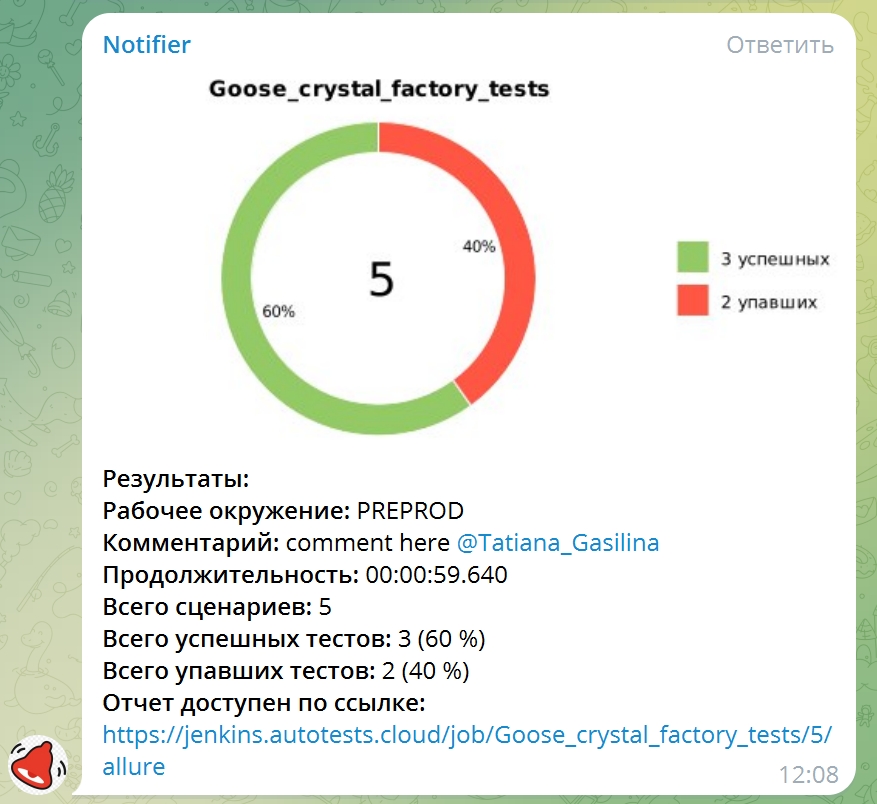 Notifier
Ответить
Goose_crystal_factory_tests
40%
5
60%
3 успешных
2 упавших
Результаты:
Рабочее окружение: PREPROD
Комментарий: comment here @Tatiana_Gasilina
Продолжительность: 00:00:59.640
Всего сценариев: 5
Всего успешных тестов: 3 (60 %)
Всего упавших тестов: 2 (40 %)
Отчет доступен по ссылке:
https://jenkins.autotests.cloud/job/Goose_crystal_factory_tests/5/
allure
12:08